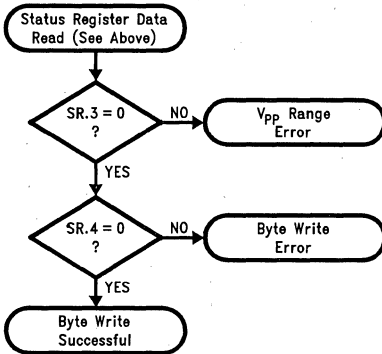 Status Register Data
Read (See Above)
SR.3 = 0
?
NO
VPP Range
Error
YES
SR.4 = 0
?
NO
Byte Write
Error
YES
Byte Write
Successful